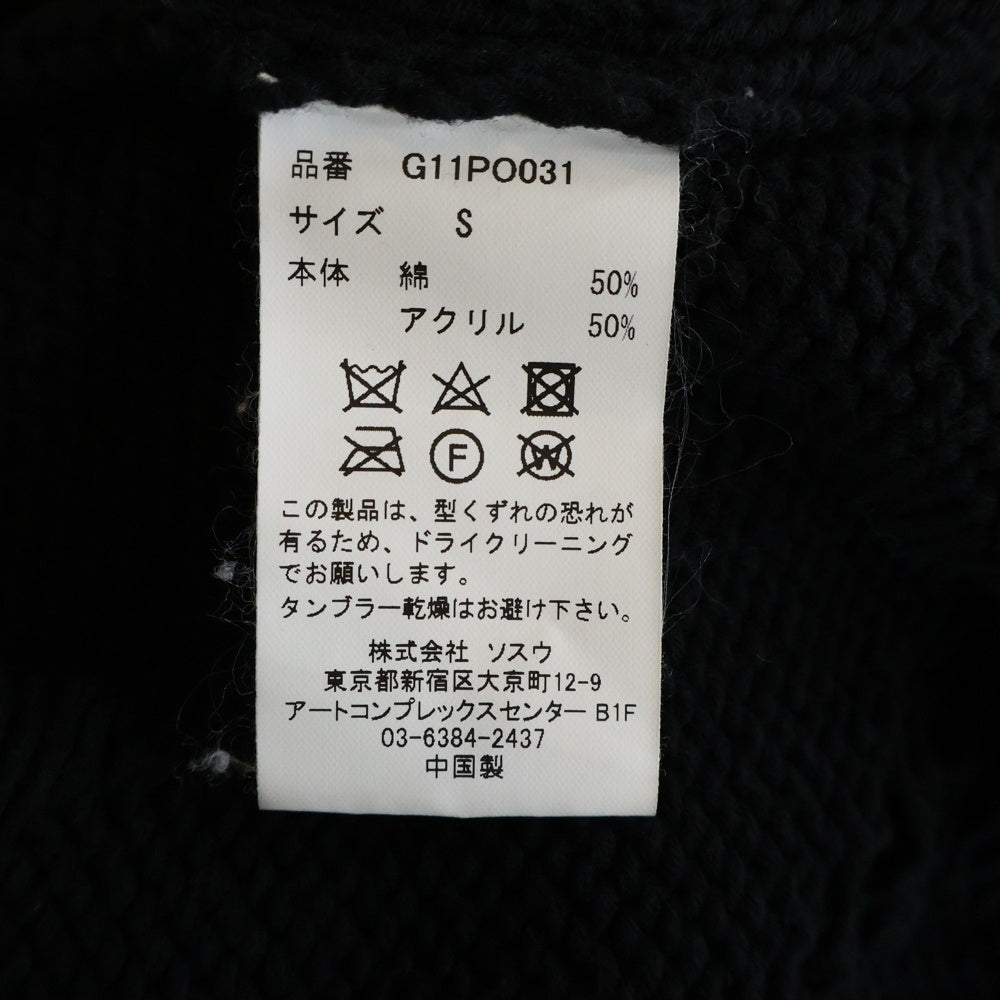 品番 G11PO031
サイズ S
本体 綿 50%
アクリル 50%
F W
この製品は、型くずれの恐れが
有るため、ドライクリーニング
でお願いします。
タンブラー乾燥はお避け下さい。
株式会社 ソスウ
東京都新宿区大京町12-9
アートコンプレックスセンター B1F
03-6384-2437
中国製